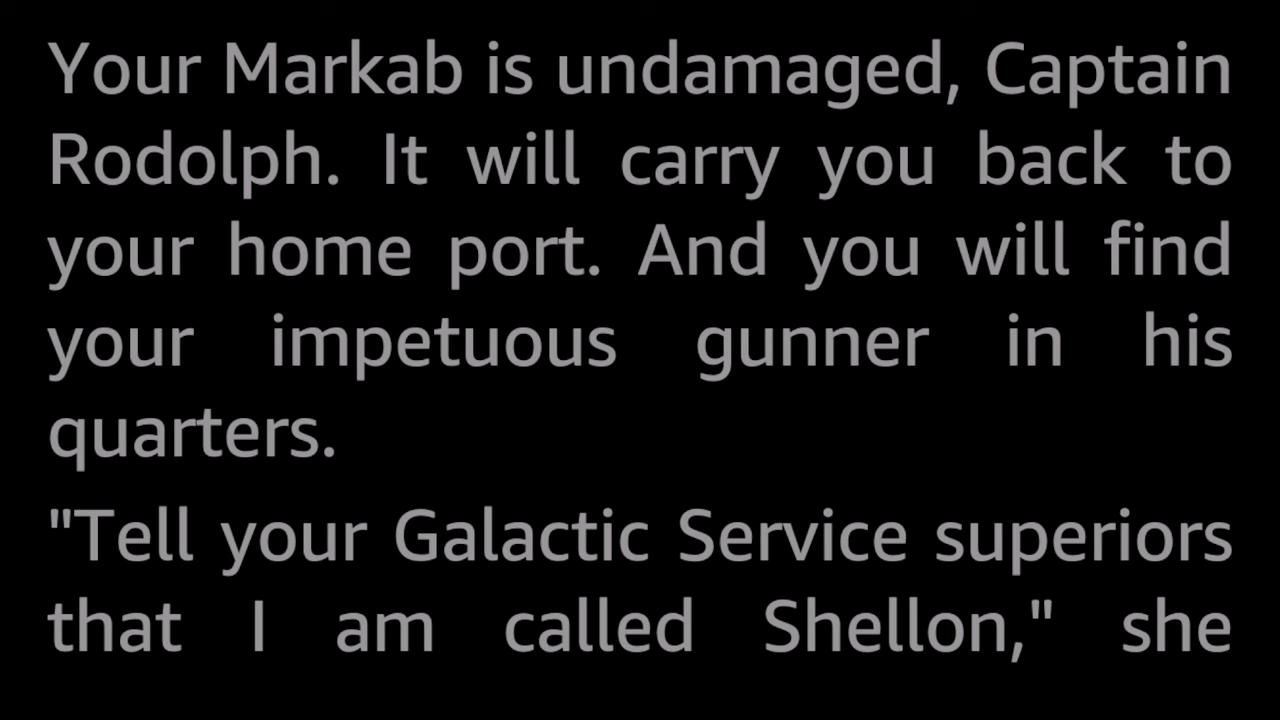 Your Markab is undamaged, Captain
Rodolph. It will carry you back to
your home port. And you will find
your impetuous gunner in his
quarters.
"Tell your Galactic Service superiors
that I am called Shellon," she